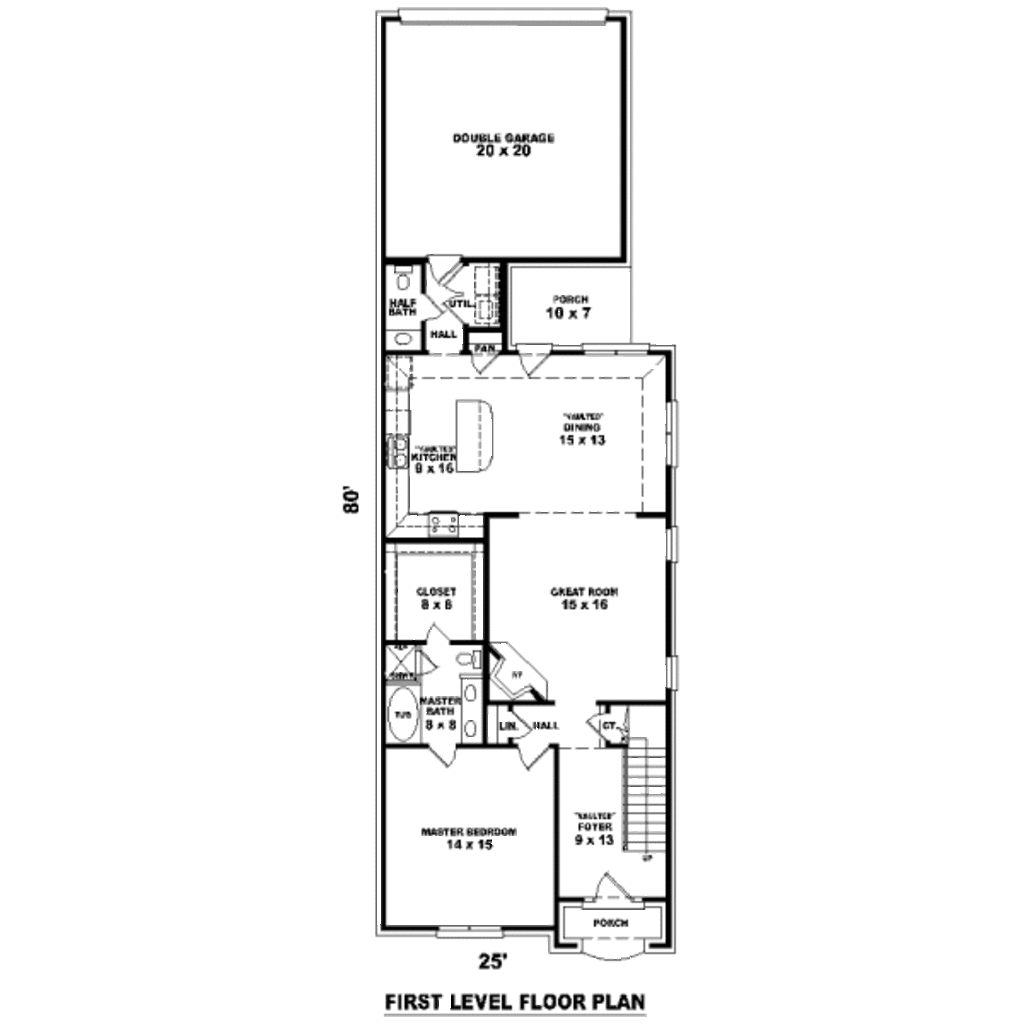 DOUBLE GARAGE
20 x 20
HALF
BATH
UTIL.
HALL
PAN.
PORCH
10 x 7
"VAULTED"
DINING
15 x 13
"VAULTED"
KITCHEN
9 x 16
80'
CLOSET
8 x 8
GREAT ROOM
15 x 16
TUB
MASTER
BATH
8 x 8
LIN.
HALL
CT.
MASTER BEDROOM
14 x 15
"VAULTED"
FOYER
9 x 13
UP
PORCH
25'
FIRST LEVEL FLOOR PLAN